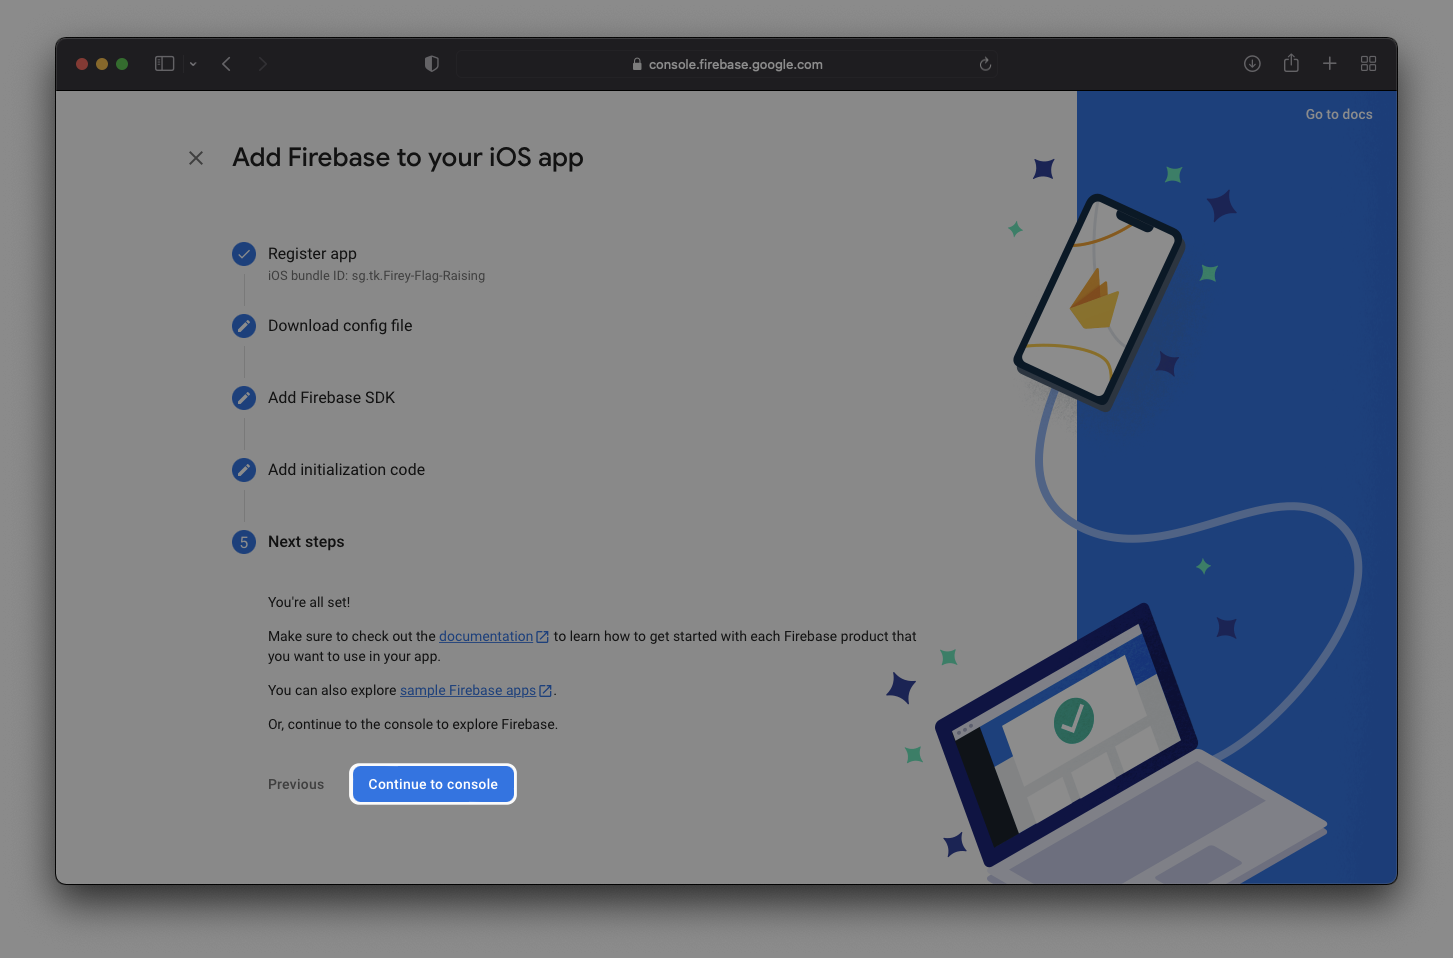 console.firebase.google.com
Go to docs
Add Firebase to your iOS app
Register app
iOS bundle ID: sg.tk.Firey-Flag-Raising
Download config file
Add Firebase SDK
Add initialization code
5 Next steps
You're all set!
Make sure to check out the documentation to learn how to get started with each Firebase product that
you want to use in your app.
You can also explore sample Firebase apps.
Or, continue to the console to explore Firebase.
Previous Continue to console